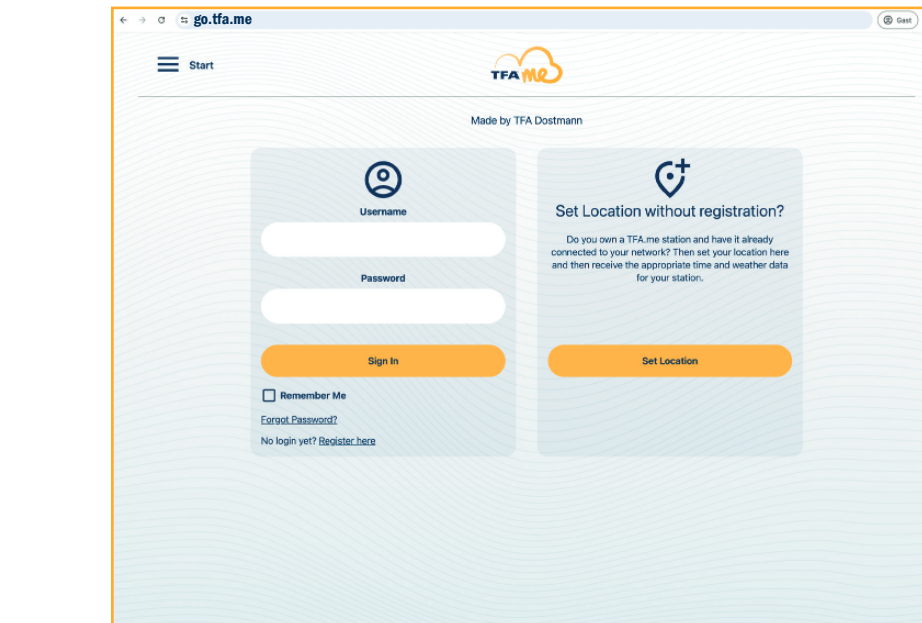 go.tfa.me
Gast
Start
TFA me
Made by TFA Dostmann
Username
Password
Sign In
Remember Me
Forgot Password?
No login yet? Register here
Set Location without registration?
Do you own a TFA.me station and have it already
connected to your network? Then set your location here
and then receive the appropriate time and weather data
for your station.
Set Location